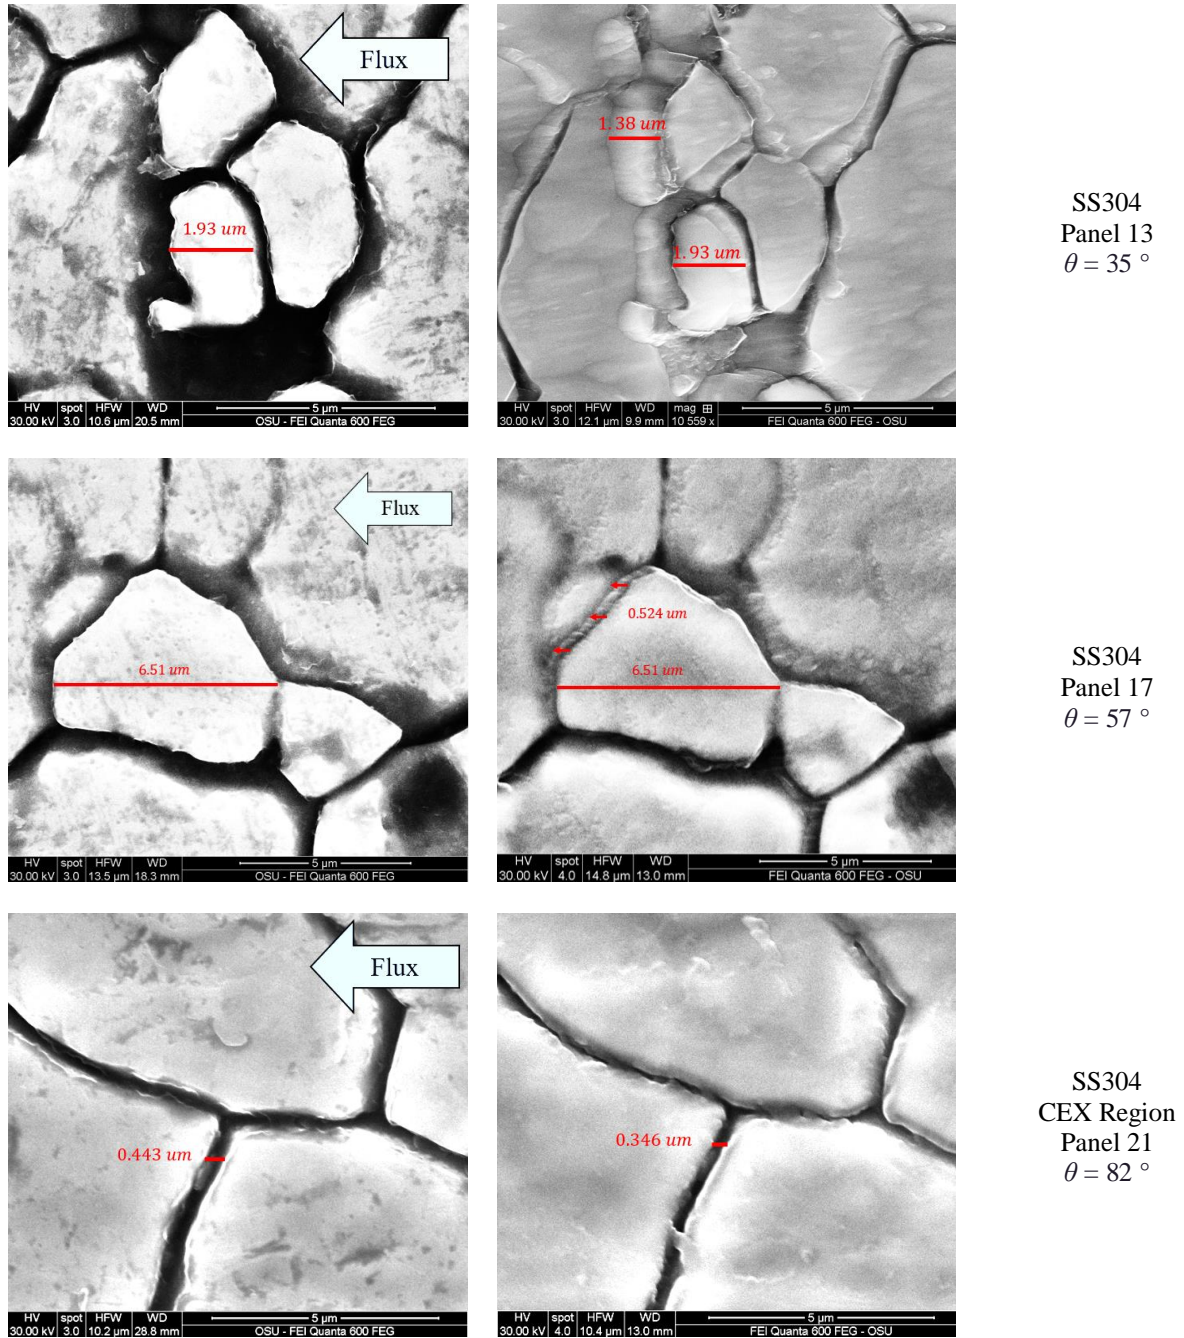 Flux
1.93 um
HV spot HFW WD 5 µm
30.00 kV 3.0 10.6 µm 20.5 mm OSU - FEI Quanta 600 FEG
1.38 um
1.93 um
HV spot HFW WD mag ⊞ 5 µm
30.00 kV 3.0 12.1 µm 9.9 mm 10 559 x FEI Quanta 600 FEG - OSU
SS304
Panel 13
θ = 35 °
Flux
6.51 um
HV spot HFW WD 5 µm
30.00 kV 3.0 13.5 µm 18.3 mm OSU - FEI Quanta 600 FEG
0.524 um
6.51 um
HV spot HFW WD 5 µm
30.00 kV 4.0 14.8 µm 13.0 mm FEI Quanta 600 FEG - OSU
SS304
Panel 17
θ = 57 °
Flux
0.443 um
HV spot HFW WD 5 µm
30.00 kV 3.0 10.2 µm 28.8 mm OSU - FEI Quanta 600 FEG
0.346 um
HV spot HFW WD 5 µm
30.00 kV 4.0 10.4 µm 13.0 mm FEI Quanta 600 FEG - OSU
SS304
CEX Region
Panel 21
θ = 82 °